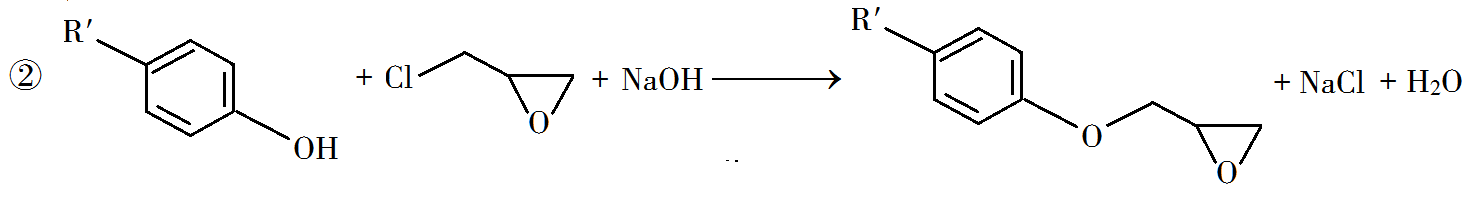 ② R′ OH + Cl O + NaOH ⟶ R′ O O + NaCl + H₂O